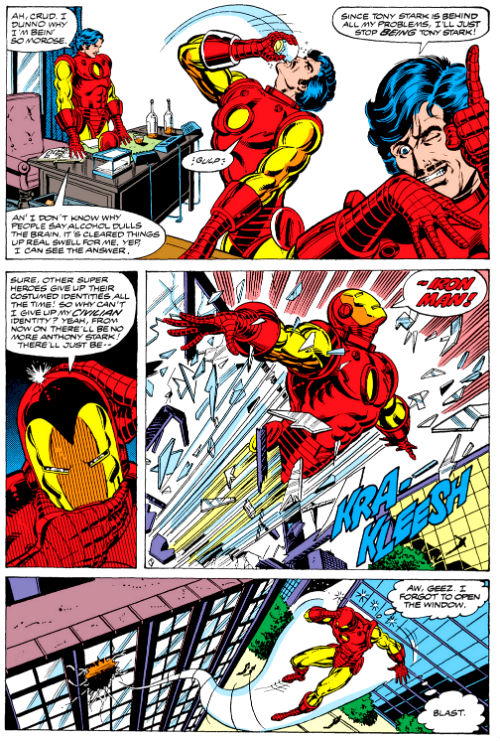 AH, CRUD. I
DUNNO WHY
I'M BEIN'
SO MOROSE.
AN' I DON'T KNOW WHY
PEOPLE SAY ALCOHOL DULLS
THE BRAIN. IT'S CLEARED THINGS
UP REAL SWELL FOR ME. YEP,
I CAN SEE THE ANSWER.
:GULP:
SINCE TONY STARK IS BEHIND
ALL MY PROBLEMS, I'LL JUST
STOP BEING TONY STARK!
SURE, OTHER SUPER
HEROES GIVE UP THEIR
COSTUMED IDENTITIES ALL
THE TIME! SO WHY CAN'T
I GIVE UP MY CIVILIAN
IDENTITY? YEAH, FROM
NOW ON THERE'LL BE NO
MORE ANTHONY STARK!
THERE'LL JUST BE--
--IRON
MAN!
KRA-
KLEESH
AW, GEEZ. I
FORGOT TO OPEN
THE WINDOW.
BLAST.